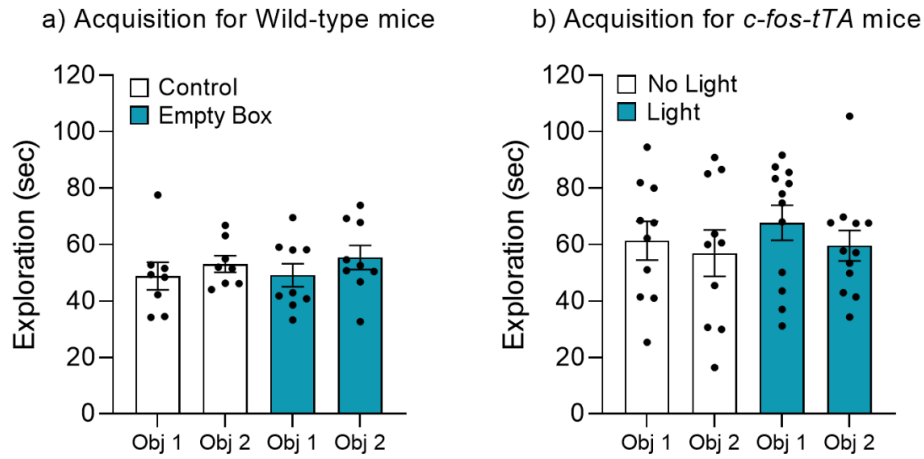 a) Acquisition for Wild-type mice
Exploration (sec)
120
100
80
60
40
20
0
Control
Empty Box
Obj 1 Obj 2 Obj 1 Obj 2
b) Acquisition for c-fos-tTA mice
Exploration (sec)
120
100
80
60
40
20
0
No Light
Light
Obj 1 Obj 2 Obj 1 Obj 2